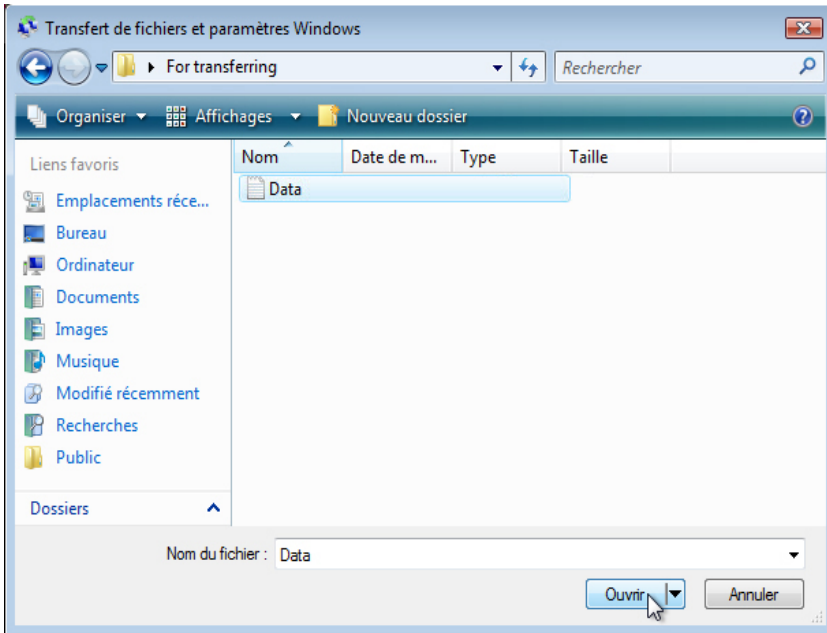 Transfert de fichiers et paramètres Windows
For transferring
Rechercher
Organiser
Affichages
Nouveau dossier
Liens favoris
Nom
Date de m...
Type
Taille
Data
Emplacements réce...
Bureau
Ordinateur
Documents
Images
Musique
Modifié récemment
Recherches
Public
Dossiers
Nom du fichier : Data
Ouvrir
Annuler